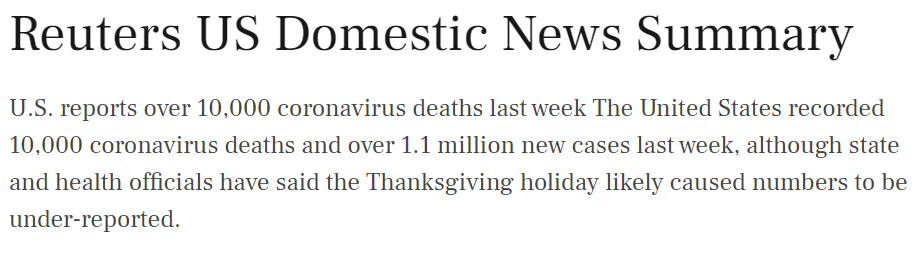 Reuters US Domestic News Summary
U.S. reports over 10,000 coronavirus deaths last week The United States recorded
10,000 coronavirus deaths and over 1.1 million new cases last week, although state
and health officials have said the Thanksgiving holiday likely caused numbers to be
under-reported.